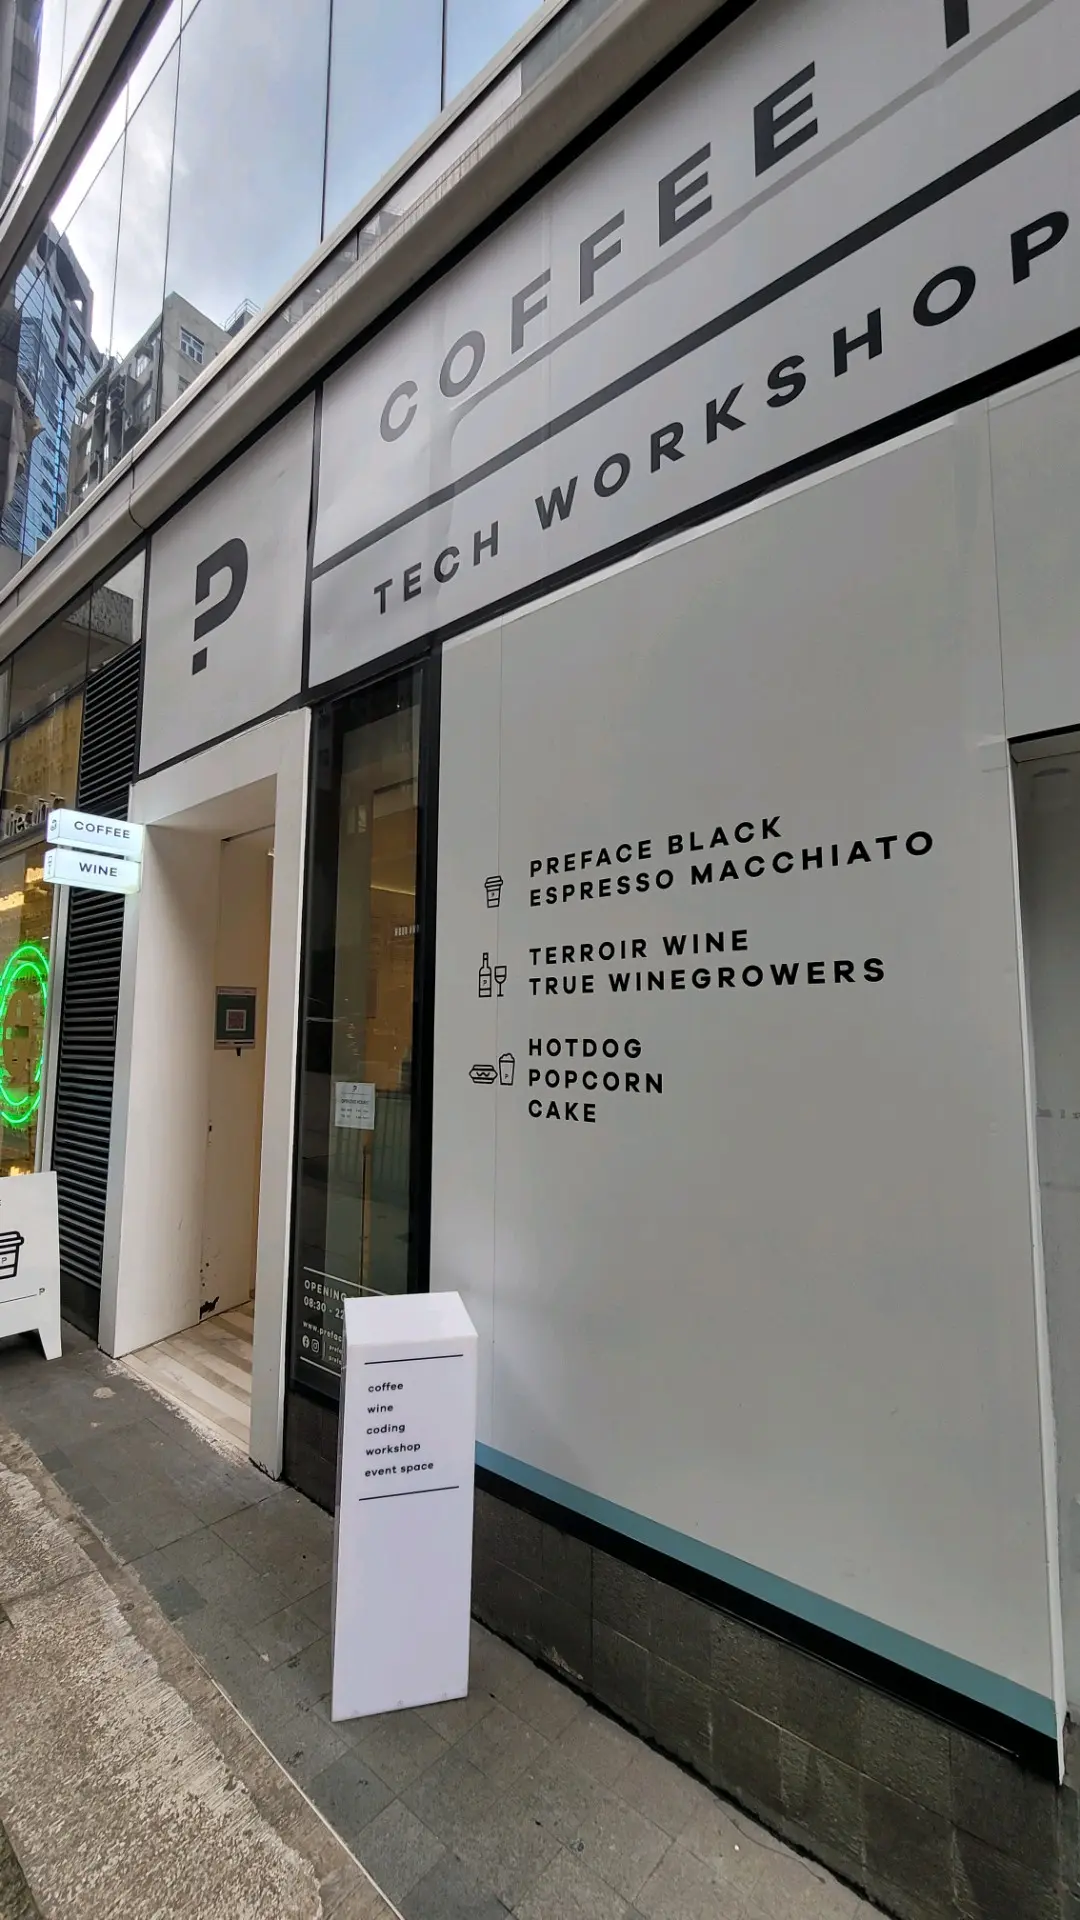 COFFEE
TECH WORKSHOP
P
COFFEE
WINE
PREFACE BLACK
ESPRESSO MACCHIATO
TERROIR WINE
TRUE WINEGROWERS
HOTDOG
POPCORN
CAKE
OPENING
08:30 - 22
coffee
wine
coding
workshop
event space
P
P